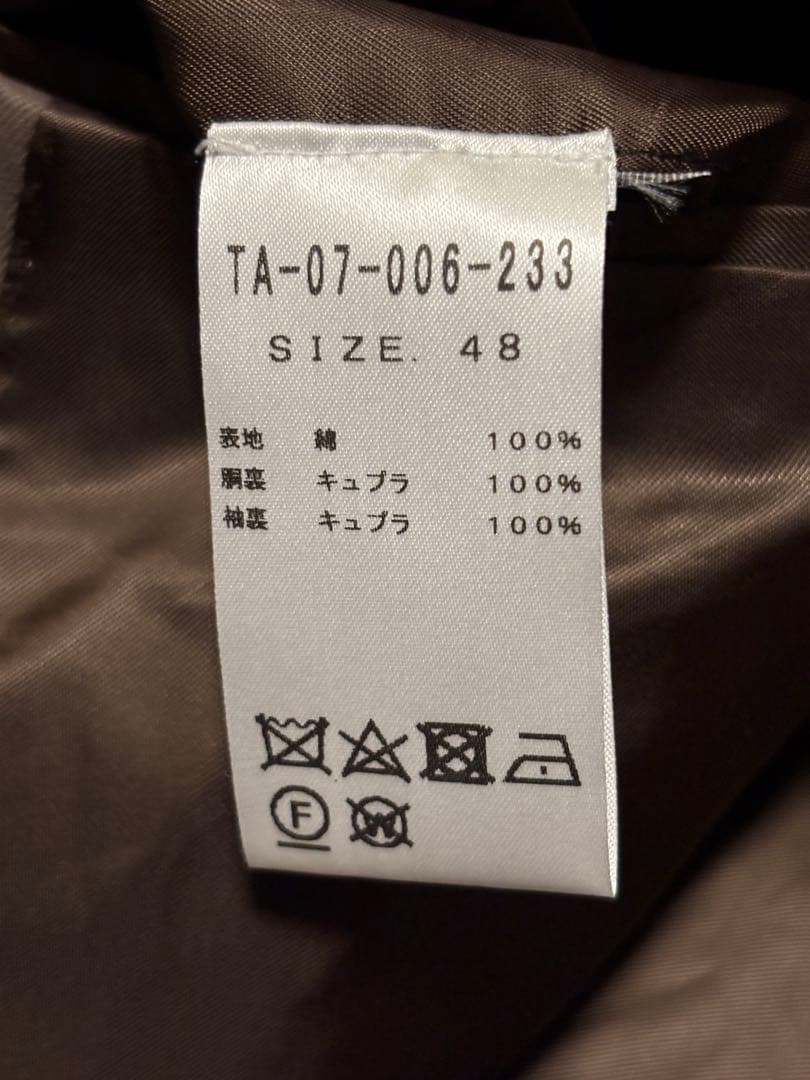 TA-07-006-233
SIZE. 48
表地 綿 100%
胴裏 キュプラ 100%
袖裏 キュプラ 100%
F W